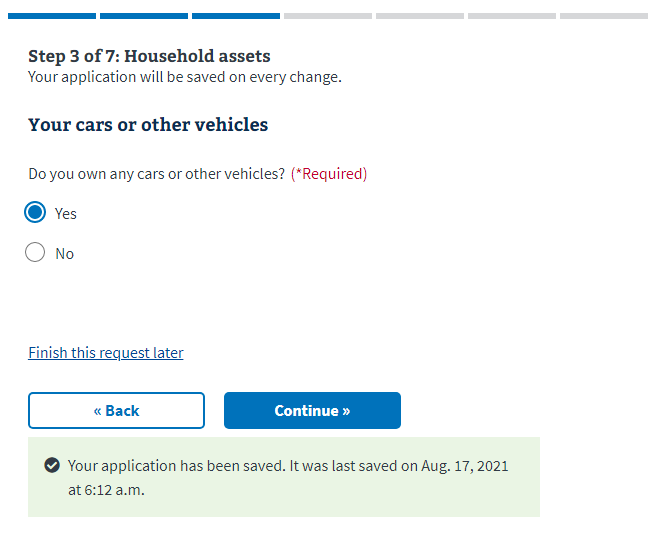 Step 3 of 7: Household assets
Your application will be saved on every change.
Your cars or other vehicles
Do you own any cars or other vehicles? (*Required)
Yes
No
Finish this request later
« Back
Continue »
Your application has been saved. It was last saved on Aug. 17, 2021
at 6:12 a.m.